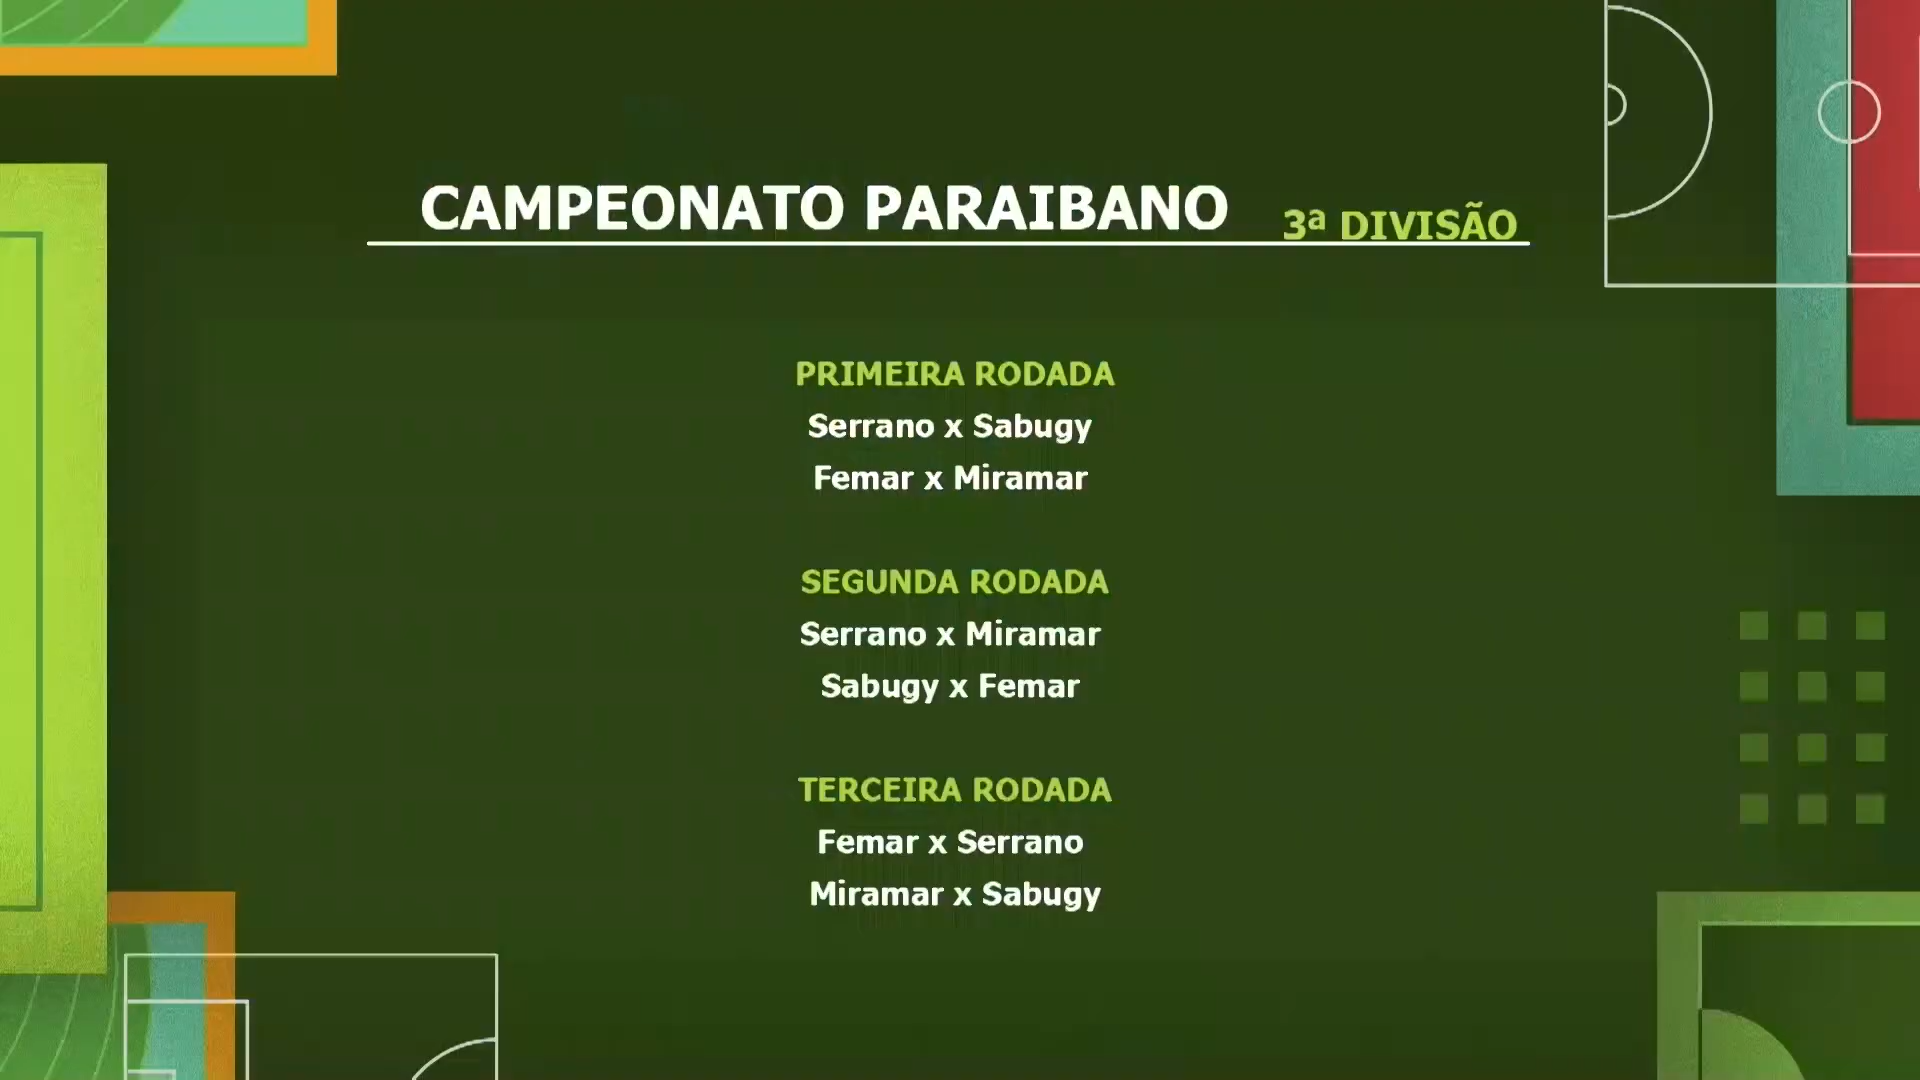 CAMPEONATO PARAIBANO 3ª DIVISÃO
PRIMEIRA RODADA
Serrano x Sabugy
Femar x Miramar
SEGUNDA RODADA
Serrano x Miramar
Sabugy x Femar
TERCEIRA RODADA
Femar x Serrano
Miramar x Sabugy